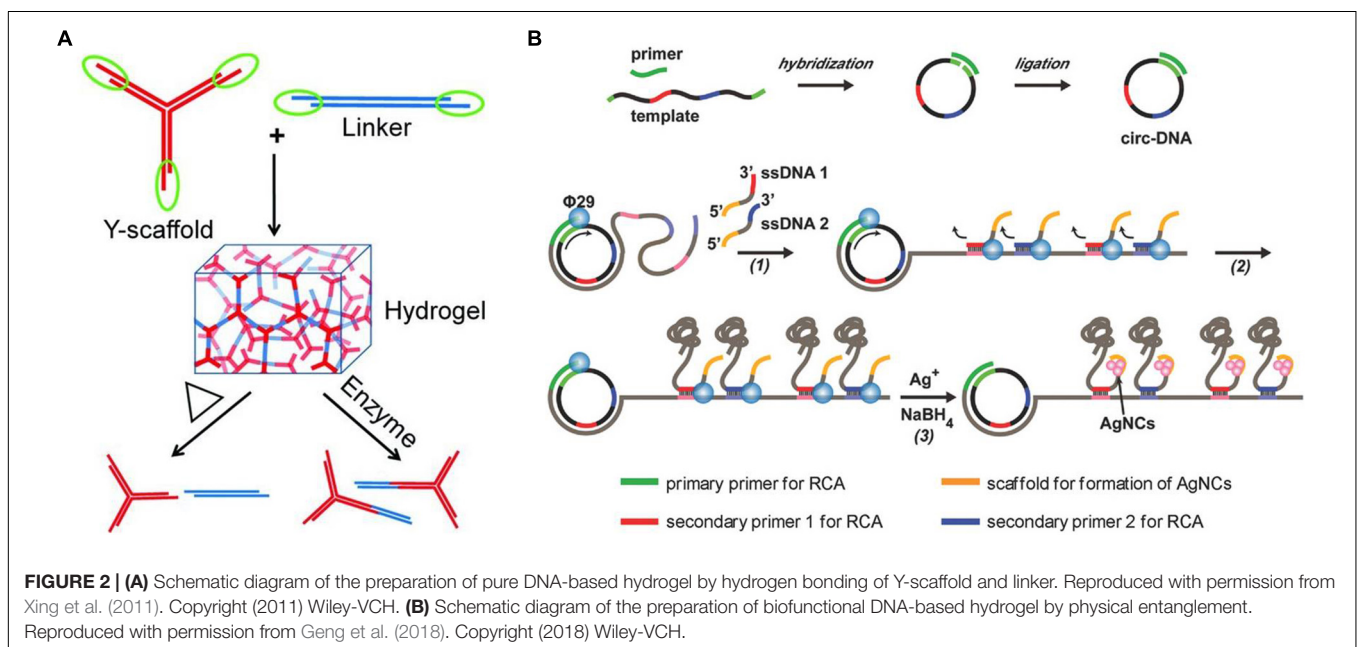 A
+
Linker
Y-scaffold
Hydrogel
Enzyme
B
primer
hybridization
ligation
template
circ-DNA
Φ29
3’ ssDNA 1
5’
3’
ssDNA 2
5’
(1)
(2)
Ag+
NaBH4
(3)
AgNCs
primary primer for RCA
scaffold for formation of AgNCs
secondary primer 1 for RCA
secondary primer 2 for RCA
FIGURE 2 | (A) Schematic diagram of the preparation of pure DNA-based hydrogel by hydrogen bonding of Y-scaffold and linker. Reproduced with permission from
Xing et al. (2011). Copyright (2011) Wiley-VCH. (B) Schematic diagram of the preparation of biofunctional DNA-based hydrogel by physical entanglement.
Reproduced with permission from Geng et al. (2018). Copyright (2018) Wiley-VCH.